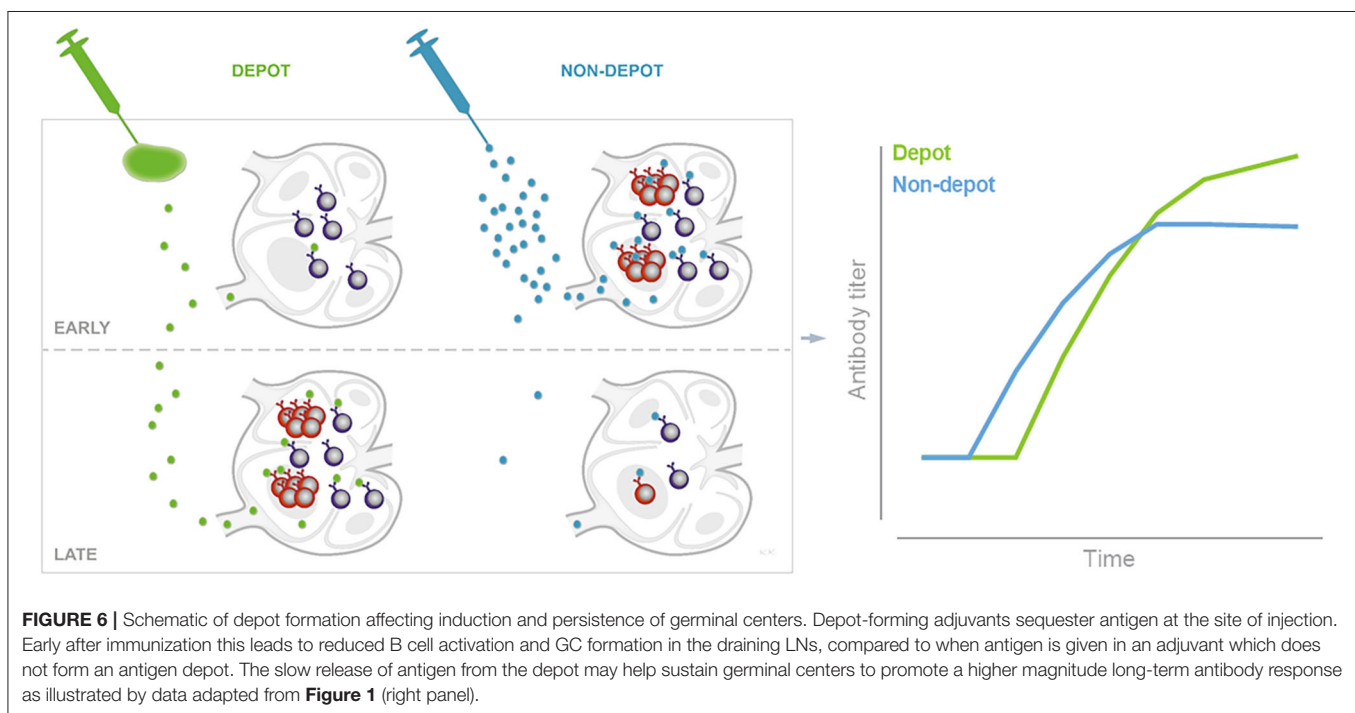 DEPOT
NON-DEPOT
EARLY
LATE
Depot
Non-depot
Antibody titer
Time
FIGURE 6 | Schematic of depot formation affecting induction and persistence of germinal centers. Depot-forming adjuvants sequester antigen at the site of injection.
Early after immunization this leads to reduced B cell activation and GC formation in the draining LNs, compared to when antigen is given in an adjuvant which does
not form an antigen depot. The slow release of antigen from the depot may help sustain germinal centers to promote a higher magnitude long-term antibody response
as illustrated by data adapted from Figure 1 (right panel).